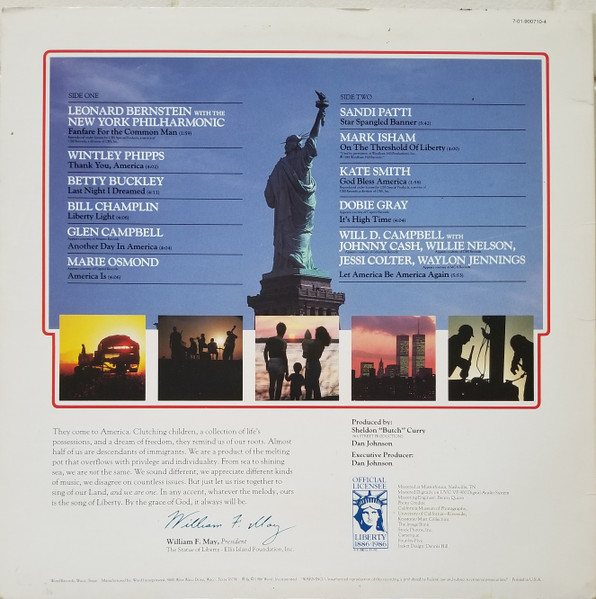 7-01-900710-4
SIDE ONE
LEONARD BERNSTEIN WITH THE
NEW YORK PHILHARMONIC
Fanfare For the Common Man
WINTLEY PHIPPS
Thank You, America
BETTY BUCKLEY
Last Night I Dreamed
BILL CHAMPLIN
Liberty Light
GLEN CAMPBELL
Another Day In America
MARIE OSMOND
America Is
SIDE TWO
SANDI PATTI
Star Spangled Banner
MARK ISHAM
On The Threshold Of Liberty
KATE SMITH
God Bless America
DOBIE GRAY
It's High Time
WILL D. CAMPBELL WITH
JOHNNY CASH, WILLIE NELSON,
JESSI COLTER, WAYLON JENNINGS
Let America Be America Again
They come to America. Clutching children, a collection of life's
possessions, and a dream of freedom, they remind us of our roots. Almost
half of us are descendants of immigrants. We are a product of the melting
pot that overflows with privilege and individuality. From sea to shining
sea, we are not the same. We sound different, we appreciate different kinds
of music, we disagree on countless issues. But just let us tune together to
sing of our Land, and we are one. In any accent, whatever the melody, ours
is the song of Liberty. By the grace of God, it always will be.
William F. May
William F. May, President
The Statue of Liberty - Ellis Island Foundation, Inc.
Produced by:
Sheldon "Butch" Curry
Dan Johnson
Executive Producer:
Dan Johnson
OFFICIAL
LICENSEE
LIBERTY
1886-1986